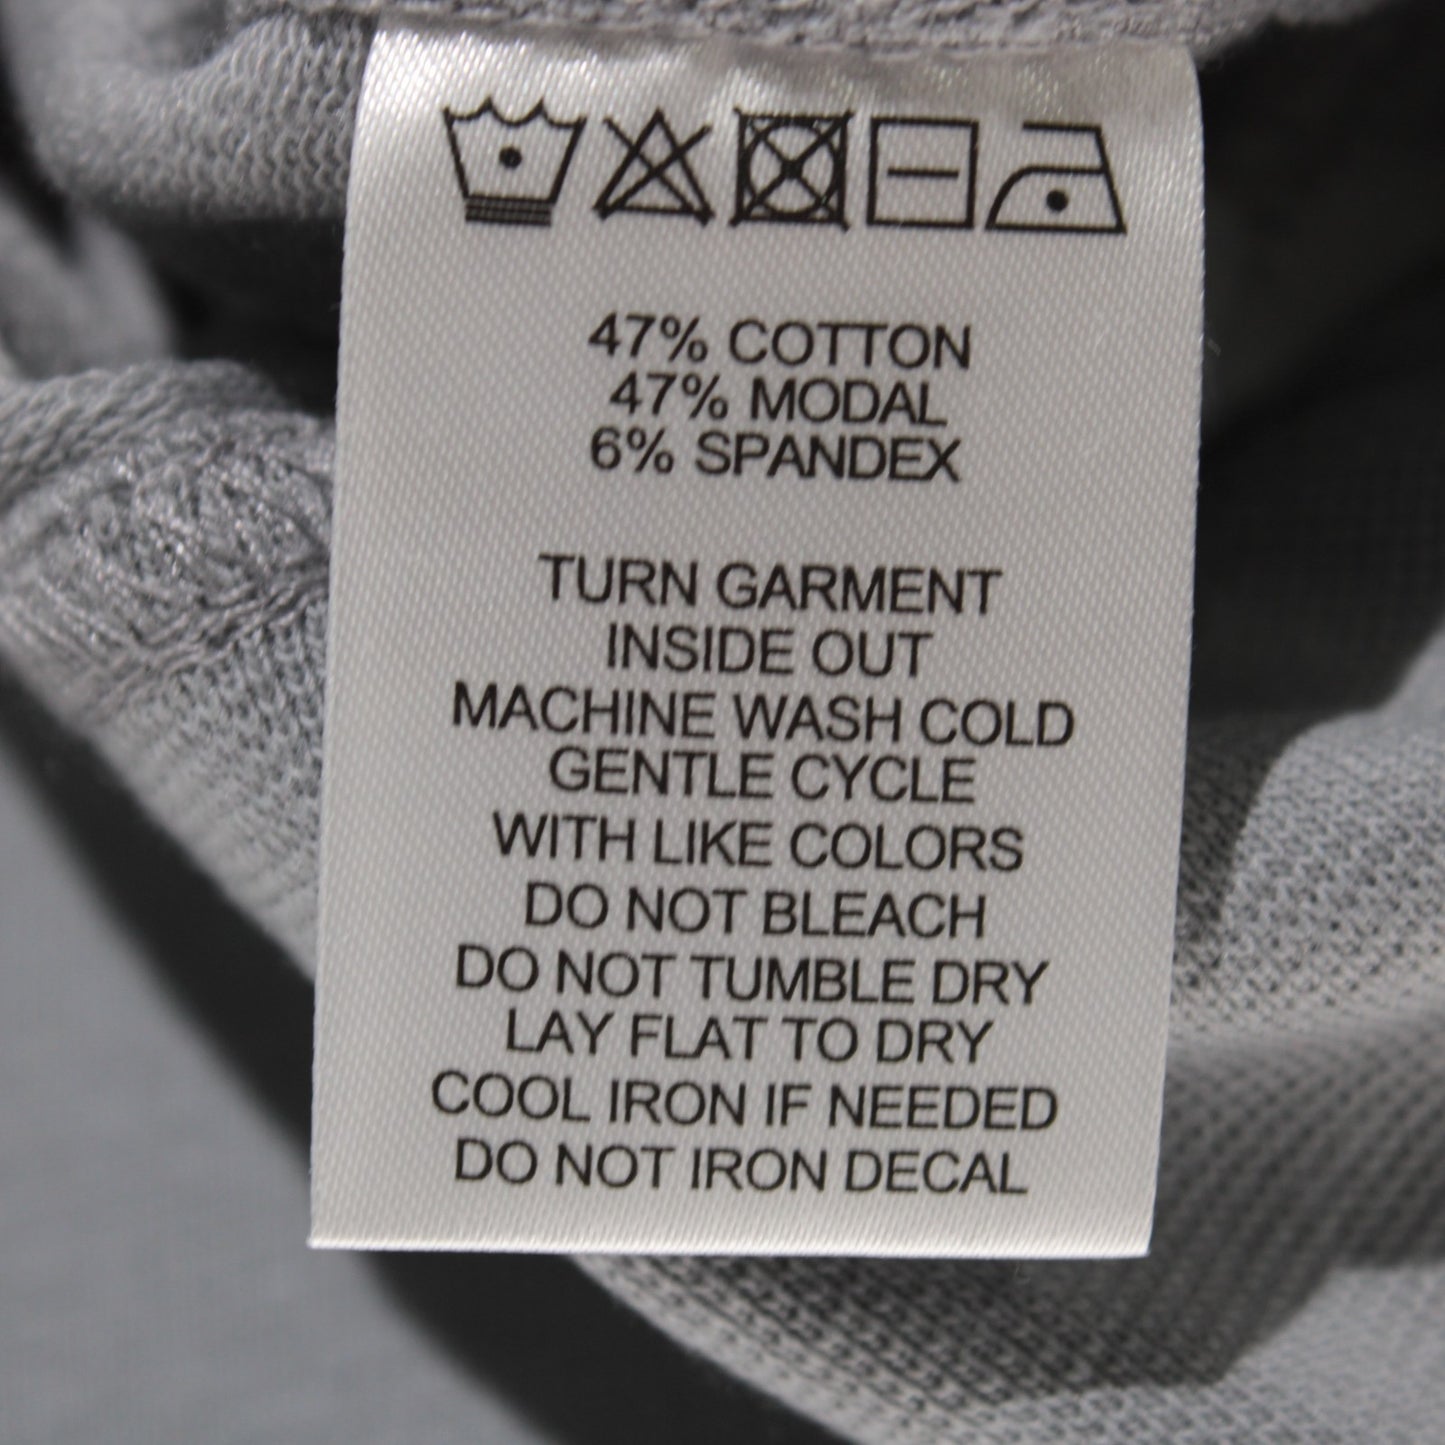 47% COTTON
47% MODAL
6% SPANDEX
TURN GARMENT
INSIDE OUT
MACHINE WASH COLD
GENTLE CYCLE
WITH LIKE COLORS
DO NOT BLEACH
DO NOT TUMBLE DRY
LAY FLAT TO DRY
COOL IRON IF NEEDED
DO NOT IRON DECAL